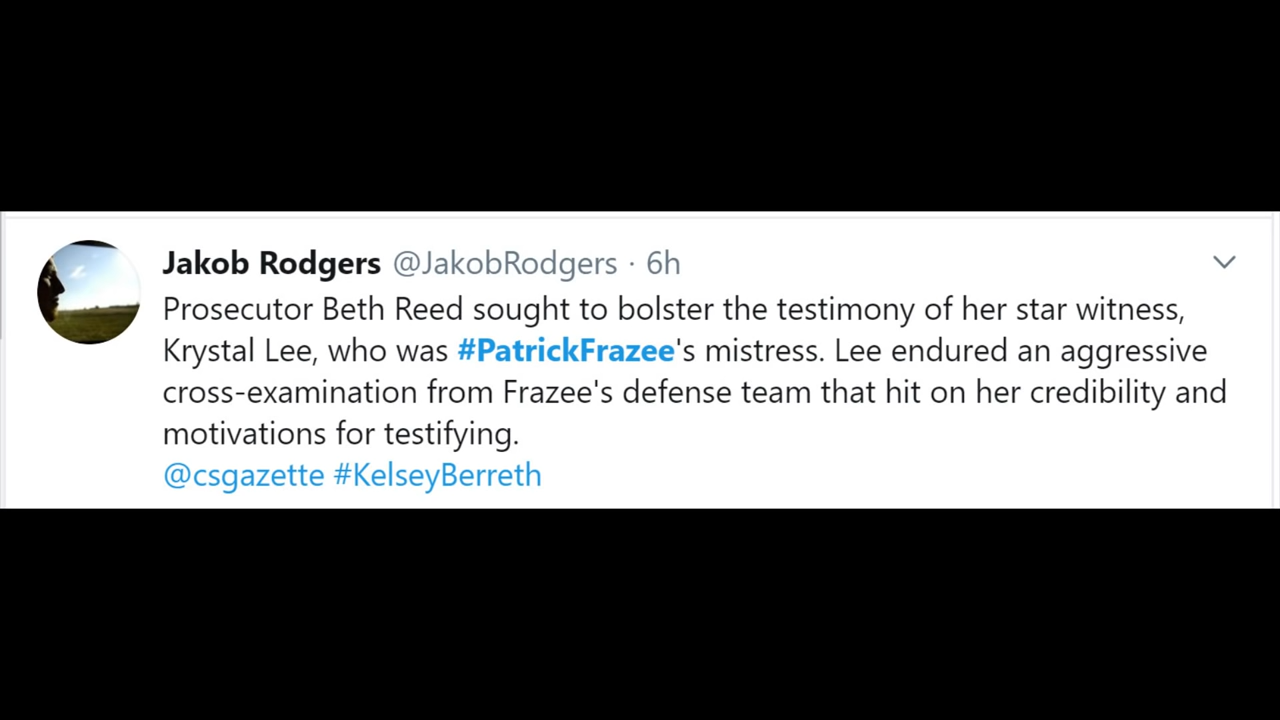 Jakob Rodgers @JakobRodgers · 6h
Prosecutor Beth Reed sought to bolster the testimony of her star witness,
Krystal Lee, who was #PatrickFrazee's mistress. Lee endured an aggressive
cross-examination from Frazee's defense team that hit on her credibility and
motivations for testifying.
@csgazette #KelseyBerreth